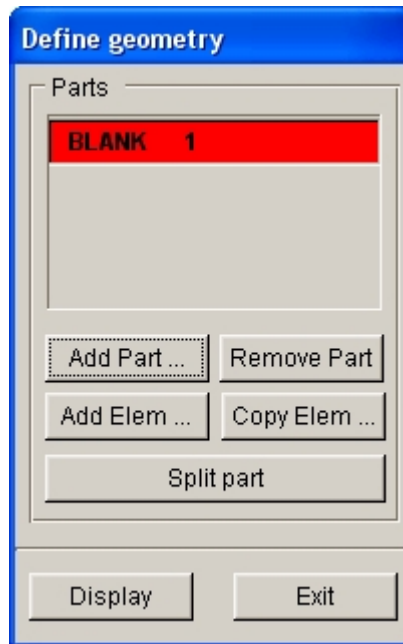 Define geometry
Parts
BLANK 1
Add Part ... Remove Part
Add Elem ... Copy Elem ...
Split part
Display Exit